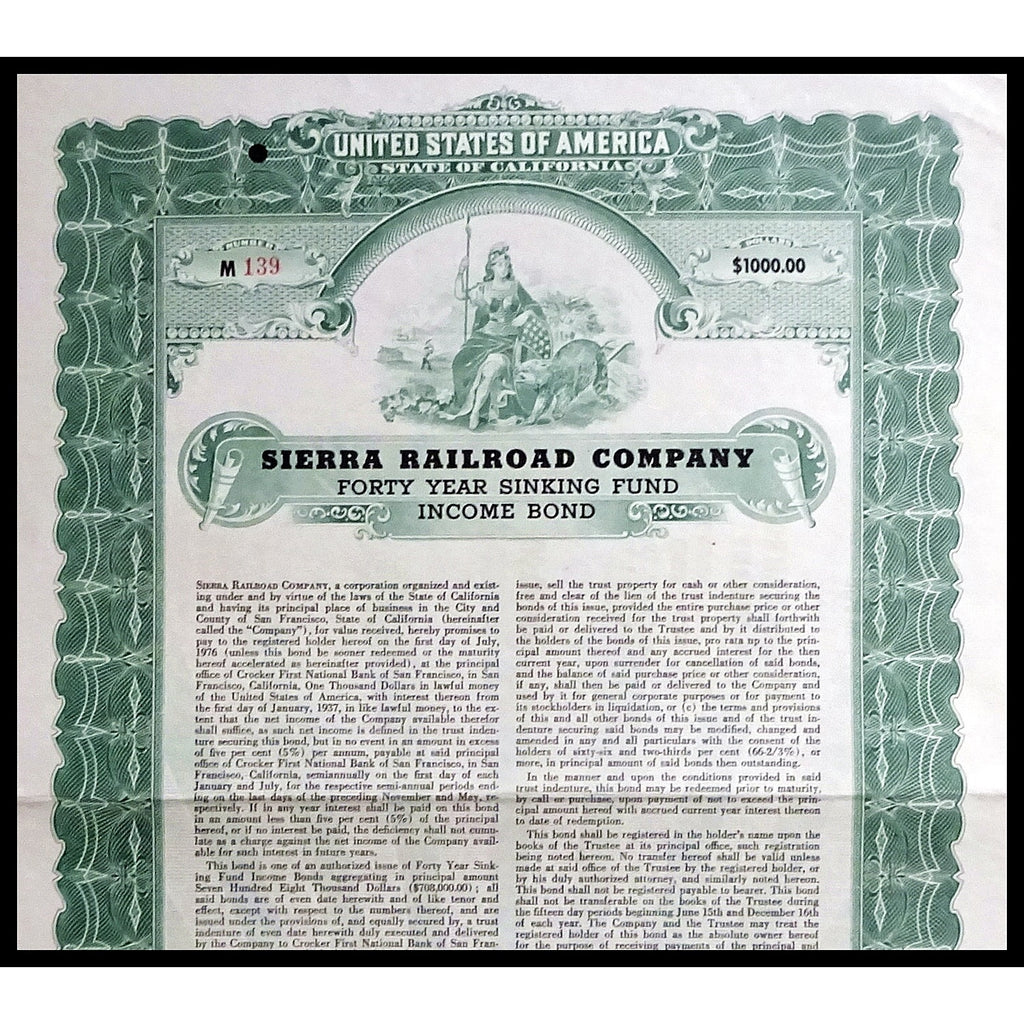 UNITED STATES OF AMERICA
STATE OF CALIFORNIA
NUMBER
M 139
DOLLARS
$1000.00
SIERRA RAILROAD COMPANY
FORTY YEAR SINKING FUND
INCOME BOND
SIERRA RAILROAD COMPANY, a corporation organized and exist-
ing under and by virtue of the laws of the State of California
and having its principal place of business in the City and
County of San Francisco, State of California (hereinafter
called the "Company"), for value received, hereby promises to
pay to the registered holder hereof on the first day of July,
1976 (unless this bond be sooner redeemed or the maturity
hereof accelerated as hereinafter provided), at the principal
office of Crocker First National Bank of San Francisco, in San
Francisco, California, One Thousand Dollars in lawful money
of the United States of America, with interest thereon from
the first day of January, 1937, in like lawful money, to the ex-
tent that the net income of the Company available therefor
shall suffice, as such net income is defined in the trust inden-
ture securing this bond, but in no event in an amount in excess
of five per cent (5%) per annum, payable at said principal
office of Crocker First National Bank of San Francisco, in San
Francisco, California, semiannually on the first day of each
January and July, for the respective semi-annual periods end-
ing on the last days of the preceding November and May, re-
spectively. If in any year interest shall be paid on this bond
in an amount less than five per cent (5%) of the principal
hereof, or if no interest be paid, the deficiency shall not cumu-
late as a charge against the net income of the Company avail-
able for such interest in future years.
This bond is one of an authorized issue of Forty Year Sink-
ing Fund Income Bonds aggregating in principal amount
Seven Hundred Eight Thousand Dollars ($708,000.00); all
said bonds are of even date herewith and of like tenor and
effect, except with respect to the numbers thereof, and are
issued under the provisions of, and equally secured by, a trust
indenture of even date herewith duly executed and delivered
by the Company to Crocker First National Bank of San Fran-
issue, sell the trust property for cash or other consideration,
free and clear of the lien of the trust indenture securing the
bonds of this issue, provided the entire purchase price or other
consideration received for the trust property shall forthwith
be paid or delivered to the Trustee and by it distributed to
the holders of the bonds of this issue, pro rata up to the prin-
cipal amount thereof and any accrued interest for the then
current year, upon surrender for cancellation of said bonds,
and the balance of said purchase price or other consideration,
if any, shall then be paid or delivered to the Company and
used by it for general corporate purposes or for payment to
its stockholders in liquidation, or (c) the terms and provisions
of this and all other bonds of this issue and of the trust in-
denture securing said bonds may be modified, changed and
amended in any and all particulars with the consent of the
holders of sixty-six and two-thirds per cent (66-2/3%), or
more, in principal amount of said bonds then outstanding.
In the manner and upon the conditions provided in said
trust indenture, this bond may be redeemed prior to maturity,
by call or purchase, upon payment of not to exceed the prin-
cipal amount hereof with accrued current year interest thereon
to date of redemption.
This bond shall be registered in the holder's name upon the
books of the Trustee at its principal office, such registration
being noted hereon. No transfer hereof shall be valid unless
made at said office of the Trustee by the registered holder, or
by his duly authorized attorney, and similarly noted hereon.
This bond shall not be registered payable to bearer. This bond
shall not be transferable on the books of the Trustee during
the fifteen day periods beginning June 15th and December 16th
of each year. The Company and the Trustee may treat the
registered holder of this bond as the absolute owner hereof
for the purpose of receiving payments of the principal and